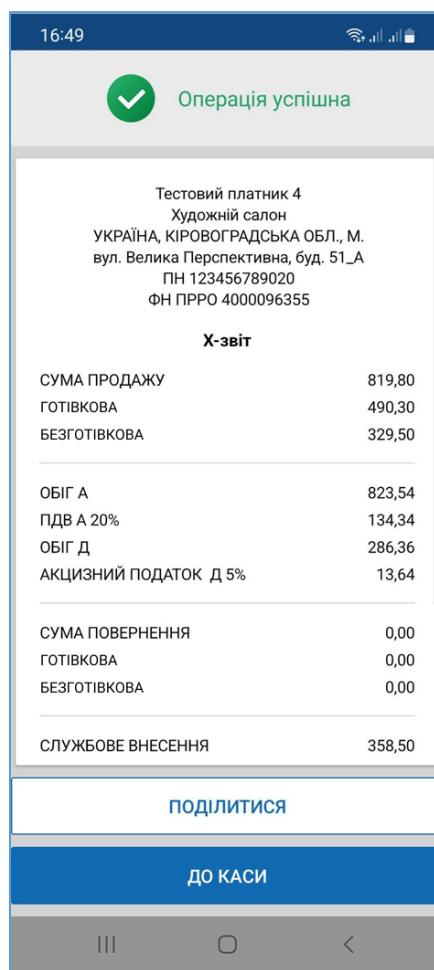 16:49
Операція успішна
Тестовий платник 4
Художній салон
УКРАЇНА, КІРОВОГРАДСЬКА ОБЛ., М.
вул. Велика Перспективна, буд. 51_А
ПН 123456789020
ФН ПРРО 4000096355
Х-звіт
СУМА ПРОДАЖУ 819,80
ГОТІВКОВА 490,30
БЕЗГОТІВКОВА 329,50
ОБІГ А 823,54
ПДВ А 20% 134,34
ОБІГ Д 286,36
АКЦИЗНИЙ ПОДАТОК Д 5% 13,64
СУМА ПОВЕРНЕННЯ 0,00
ГОТІВКОВА 0,00
БЕЗГОТІВКОВА 0,00
СЛУЖБОВЕ ВНЕСЕННЯ 358,50
ПОДІЛИТИСЯ
ДО КАСИ